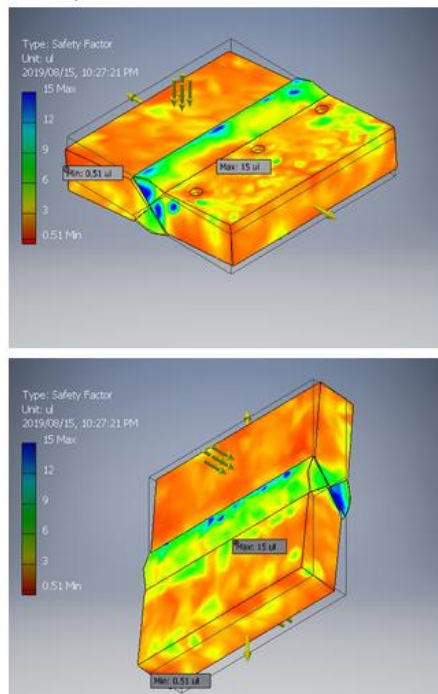 Type: Safety Factor
Unit: ul
2019/08/15, 10:27:21 PM
15 Max
12
9
6
3
0.51 Min
Min: 0.51 ul
Max: 15 ul
Type: Safety Factor
Unit: ul
2019/08/15, 10:27:21 PM
15 Max
12
9
6
3
0.51 Min
Max: 15 ul
Min: 0.51 ul